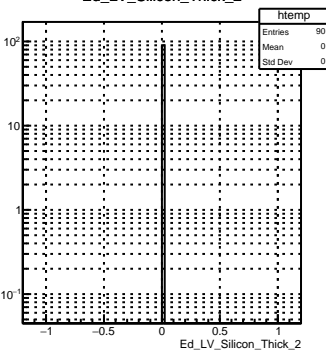 Ed_LV_Silicon_Thick_2
htemp
Entries 90
Mean 0
Std Dev 0
10²
10
1
10⁻¹
−1 −0.5 0 0.5 1
Ed_LV_Silicon_Thick_2